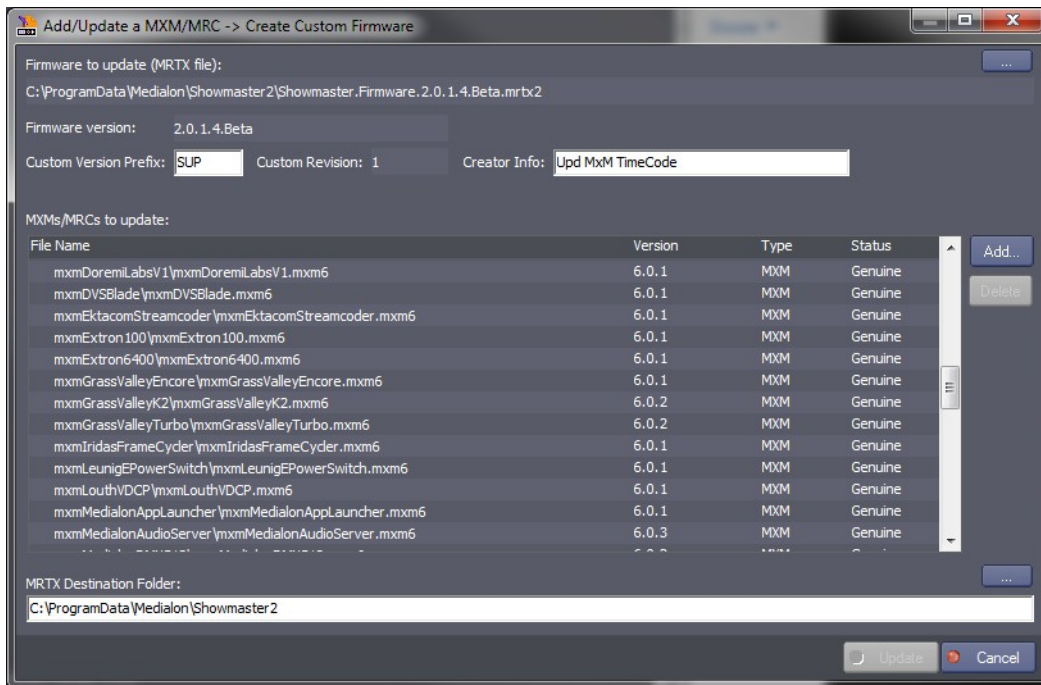 Add/Update a MXM/MRC -> Create Custom Firmware
Firmware to update (MRTX file):
...
C:\ProgramData\Medialon\Showmaster2\Showmaster.Firmware.2.0.1.4.Beta.mrtx2
Firmware version: 2.0.1.4.Beta
Custom Version Prefix: SUP Custom Revision: 1 Creator Info: Upd MxM TimeCode
MXMs/MRCs to update:
File Name Version Type Status
Add...
mxmDoremiLabsV1\mxmDoremiLabsV1.mxm6 6.0.1 MXM Genuine
mxmDVSBlade\mxmDVSBlade.mxm6 6.0.1 MXM Genuine
Delete
mxmEktacomStreamcoder\mxmEktacomStreamcoder.mxm6 6.0.1 MXM Genuine
mxmExtron100\mxmExtron100.mxm6 6.0.1 MXM Genuine
mxmExtron6400\mxmExtron6400.mxm6 6.0.1 MXM Genuine
mxmGrassValleyEncore\mxmGrassValleyEncore.mxm6 6.0.1 MXM Genuine
mxmGrassValleyK2\mxmGrassValleyK2.mxm6 6.0.2 MXM Genuine
mxmGrassValleyTurbo\mxmGrassValleyTurbo.mxm6 6.0.2 MXM Genuine
mxmIridasFrameCycler\mxmIridasFrameCycler.mxm6 6.0.1 MXM Genuine
mxmLeunigEPowerSwitch\mxmLeunigEPowerSwitch.mxm6 6.0.1 MXM Genuine
mxmLouthVDCP\mxmLouthVDCP.mxm6 6.0.1 MXM Genuine
mxmMedialonAppLauncher\mxmMedialonAppLauncher.mxm6 6.0.1 MXM Genuine
mxmMedialonAudioServer\mxmMedialonAudioServer.mxm6 6.0.3 MXM Genuine
MRTX Destination Folder:
...
C:\ProgramData\Medialon\Showmaster2
Update Cancel